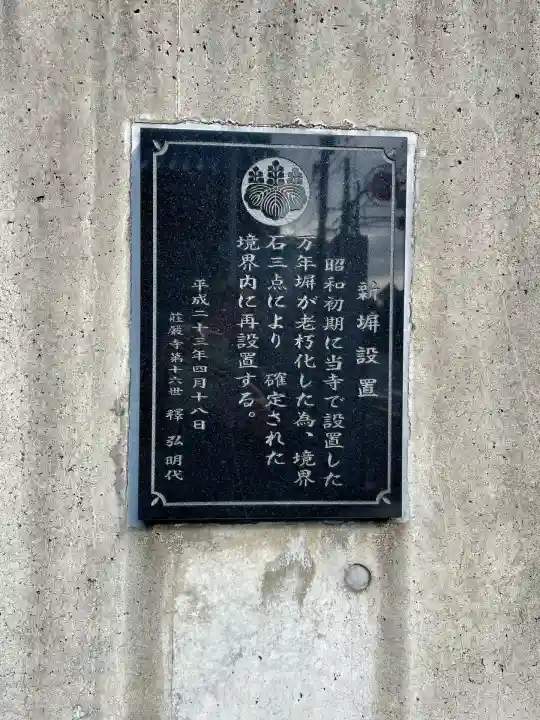 新塀設置
昭和初期に当寺で設置した
万年塀が老朽化した為、境界
石三点により 確定された
境界内に再設置する。
平成二十三年四月十八日
莊嚴寺第十六世 釋 弘明代